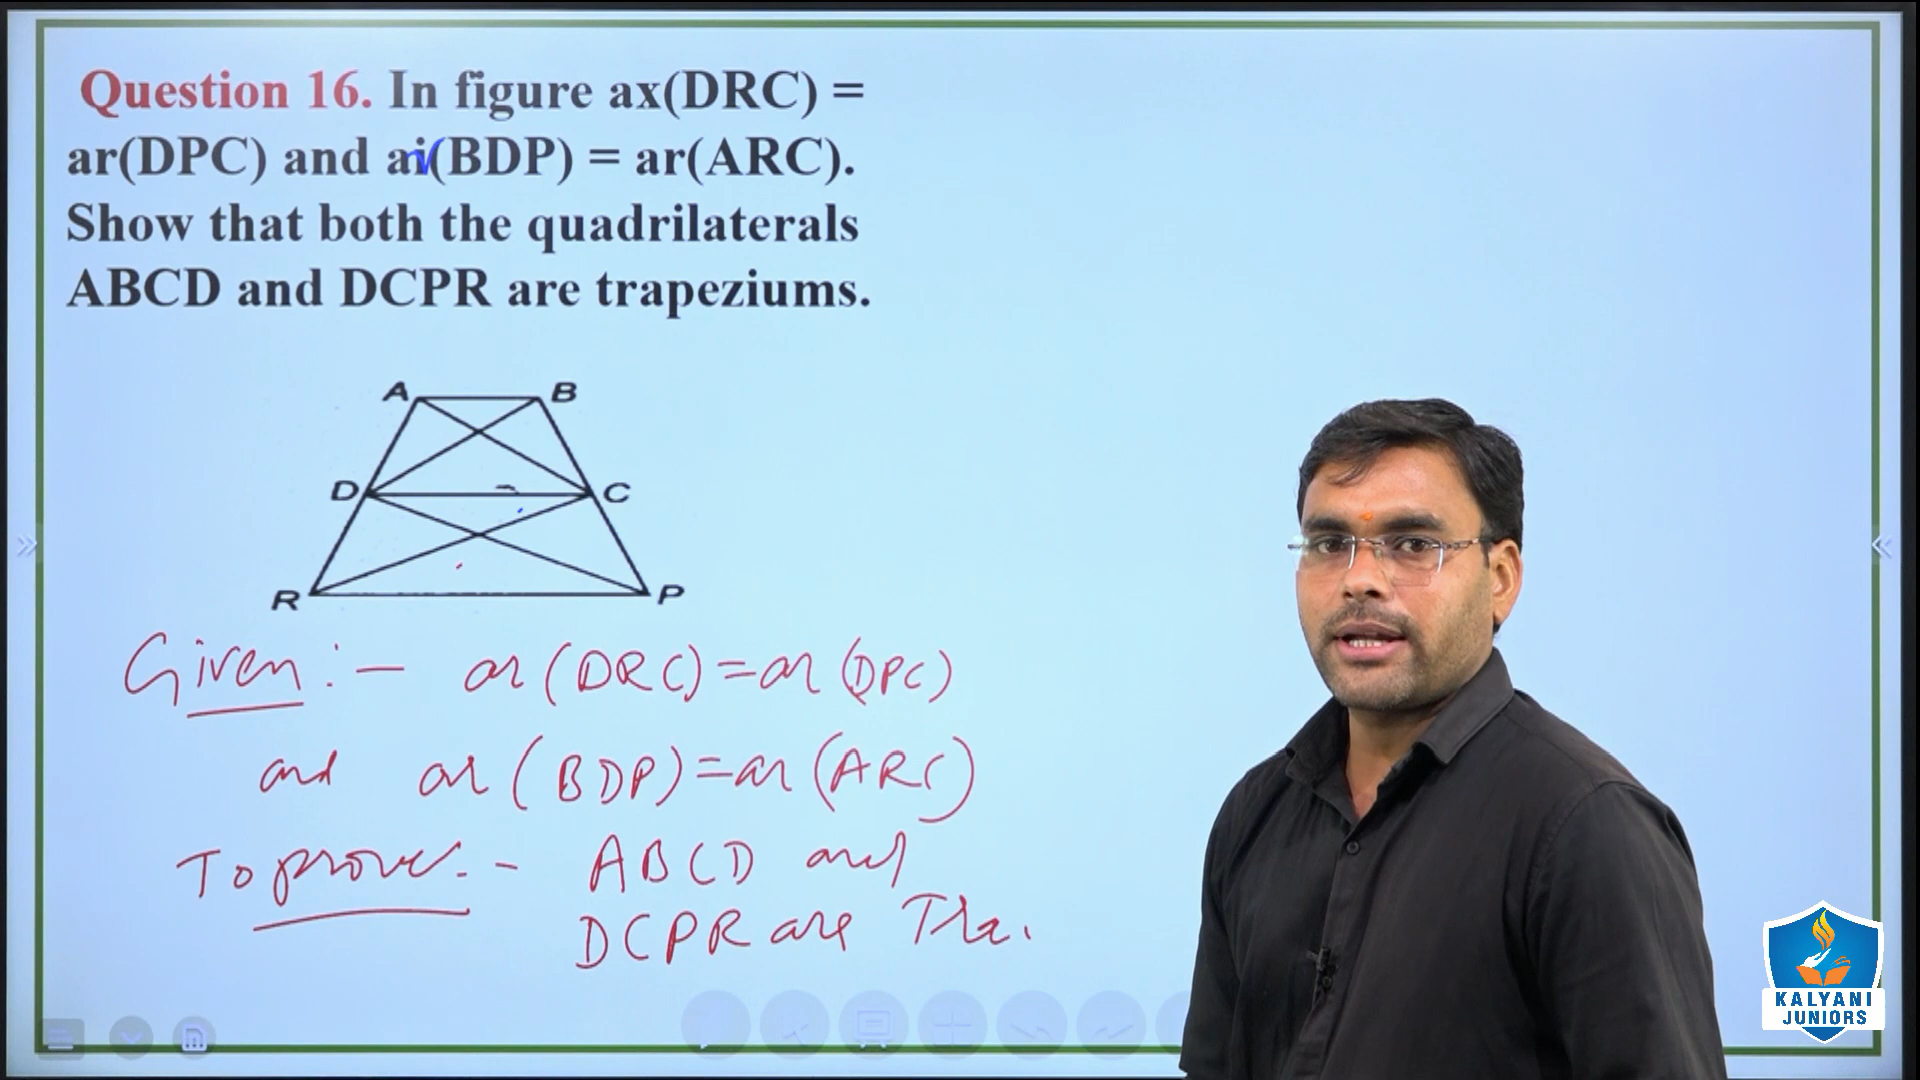 Question 16. In figure ax(DRC) =
ar(DPC) and ai(BDP) = ar(ARC).
Show that both the quadrilaterals
ABCD and DCPR are trapeziums.
A B
D C
R P
Given :- ar (DRC) = ar (DPC)
and ar (BDP) = ar (ARC)
To prove :- ABCD and
DCPR are Tra.
KALYANI
JUNIORS